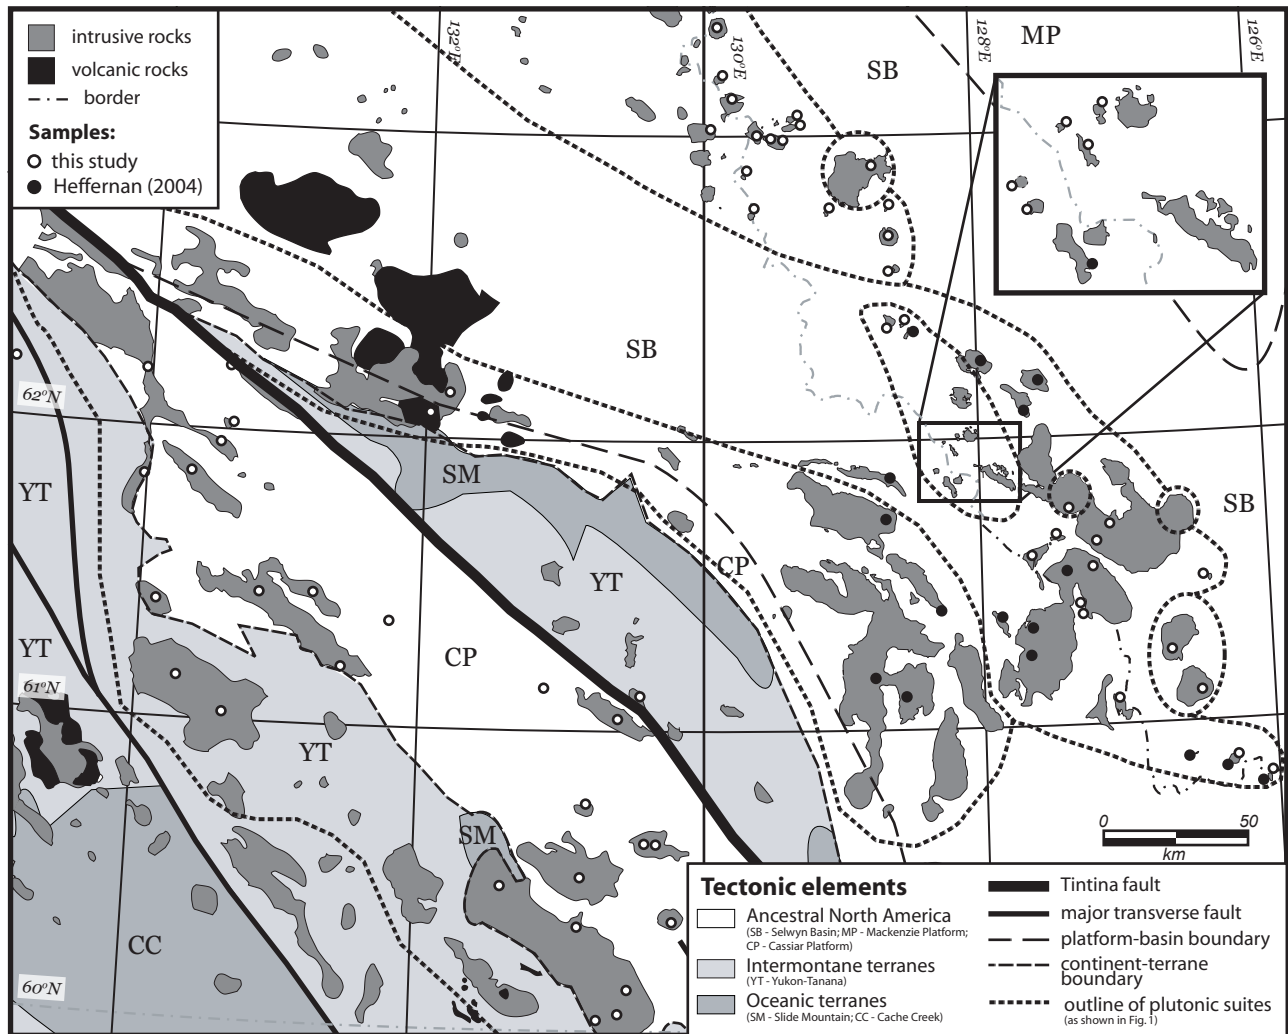 intrusive rocks
volcanic rocks
border
Samples:
this study
Heffernan (2004)
132°E
130°E
128°E
126°E
MP
SB
SB
SB
62°N
61°N
60°N
YT
YT
YT
YT
SM
SM
CP
CP
CC
0 50
km
Tectonic elements
Ancestral North America
(SB - Selwyn Basin; MP - Mackenzie Platform;
CP - Cassiar Platform)
Intermontane terranes
(YT - Yukon-Tanana)
Oceanic terranes
(SM - Slide Mountain; CC - Cache Creek)
Tintina fault
major transverse fault
platform-basin boundary
continent-terrane
boundary
outline of plutonic suites
(as shown in Fig. 1)